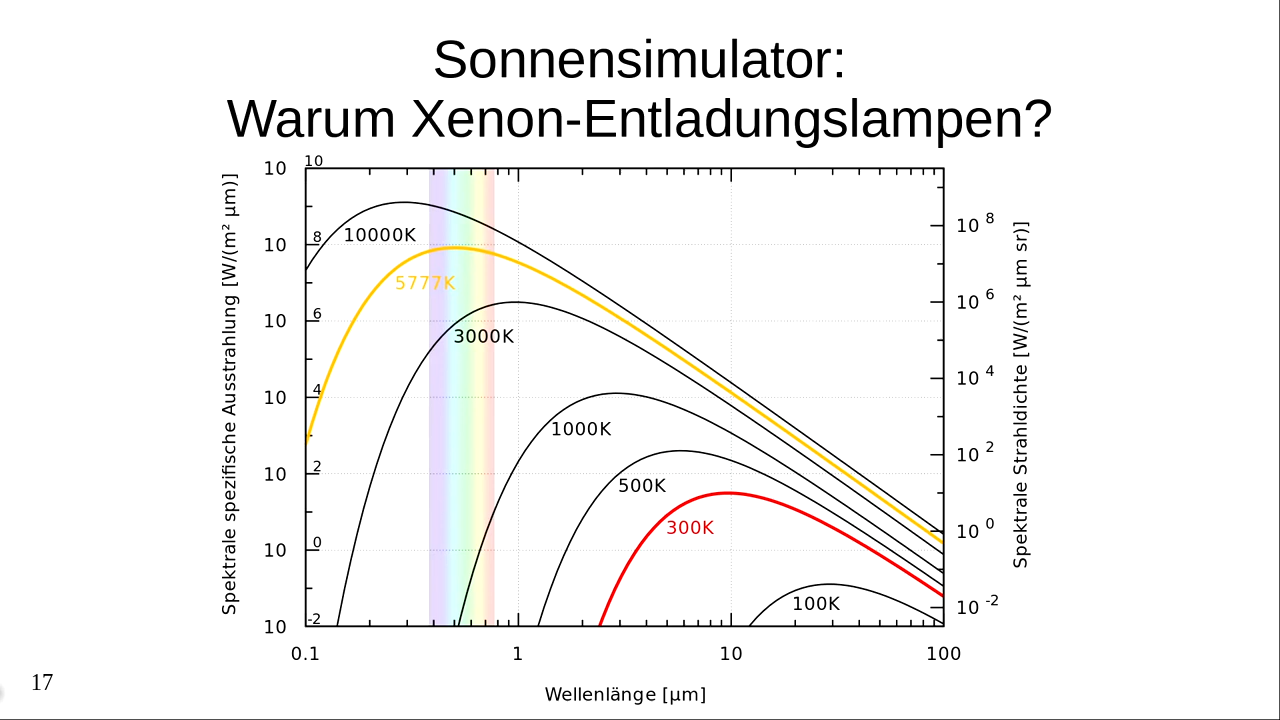 Sonnensimulator:
Warum Xenon-Entladungslampen?
Spektrale spezifische Ausstrahlung [W/(m² µm)]
10 10
10 8
10 6
10 4
10 2
10 0
10 -2
10000K
5777K
3000K
1000K
500K
300K
100K
10 8
10 6
10 4
10 2
10 0
10 -2
Spektrale Strahldichte [W/(m² µm sr)]
0.1 1 10 100
Wellenlänge [µm]
17